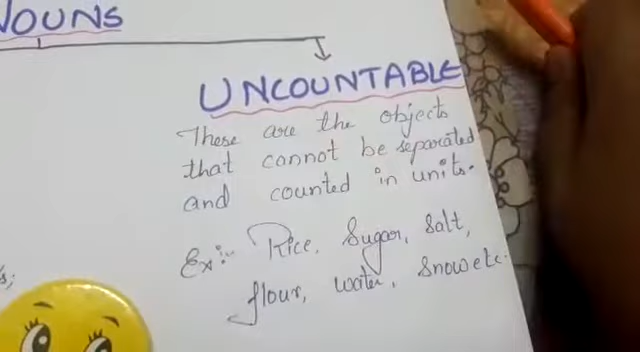 NOUNS
UNCOUNTABLE
These are the objects
that cannot be separated
and counted in units.
Ex:- Rice, Sugar, Salt,
flour, water, Snow etc.